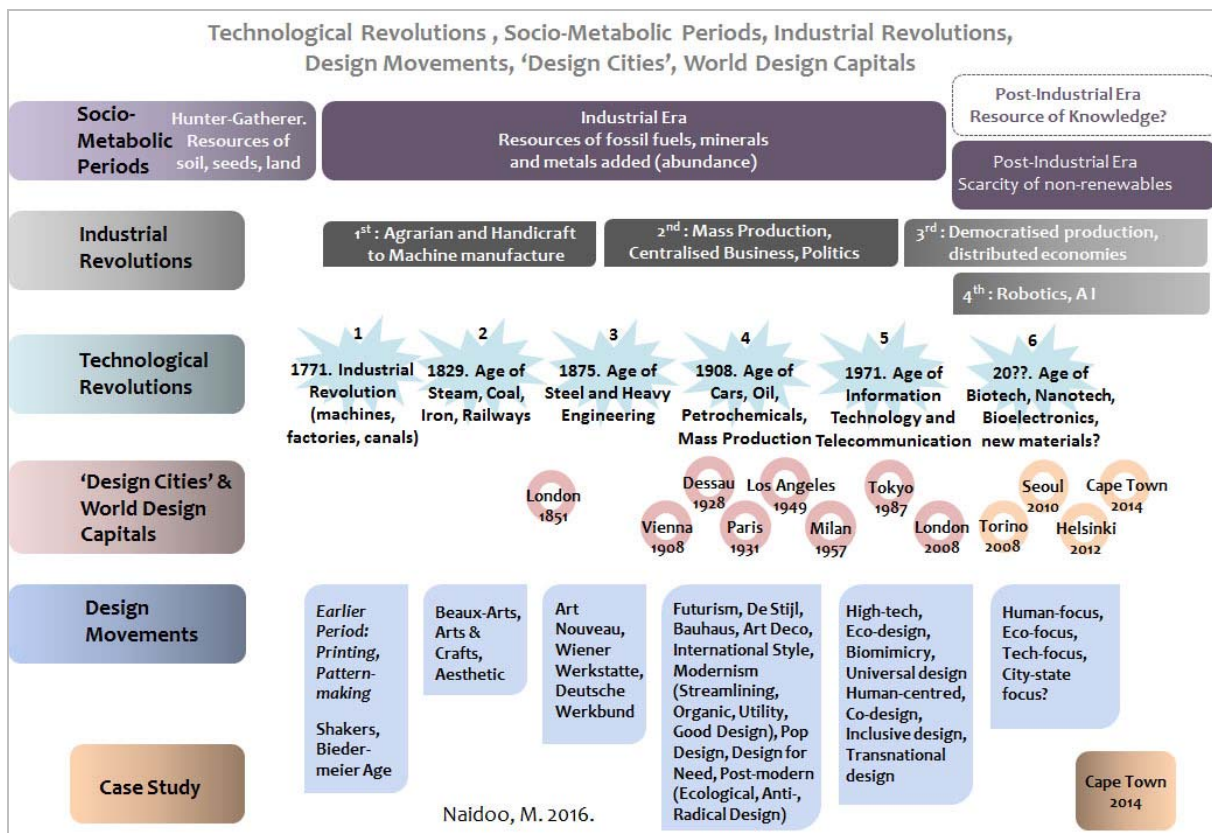 Technological Revolutions , Socio-Metabolic Periods, Industrial Revolutions,
Design Movements, ‘Design Cities’, World Design Capitals
Socio-
Metabolic
Periods
Hunter-Gatherer.
Resources of
soil, seeds, land
Industrial Era
Resources of fossil fuels, minerals
and metals added (abundance)
Post-Industrial Era
Resource of Knowledge?
Post-Industrial Era
Scarcity of non-renewables
Industrial
Revolutions
1st : Agrarian and Handicraft
to Machine manufacture
2nd : Mass Production,
Centralised Business, Politics
3rd : Democratised production,
distributed economies
4th : Robotics, A I
Technological
Revolutions
1
1771. Industrial
Revolution
(machines,
factories, canals)
2
1829. Age of
Steam, Coal,
Iron, Railways
3
1875. Age of
Steel and Heavy
Engineering
4
1908. Age of
Cars, Oil,
Petrochemicals,
Mass Production
5
1971. Age of
Information
Technology and
Telecommunication
6
20??. Age of
Biotech, Nanotech,
Bioelectronics,
new materials?
‘Design Cities’ &
World Design
Capitals
London
1851
Vienna
1908
Dessau
1928
Paris
1931
Los Angeles
1949
Milan
1957
Tokyo
1987
London
2008
Torino
2008
Seoul
2010
Helsinki
2012
Cape Town
2014
Design
Movements
Earlier
Period:
Printing,
Pattern-
making
Shakers,
Bieder-
meier Age
Beaux-Arts,
Arts &
Crafts,
Aesthetic
Art
Nouveau,
Wiener
Werkstatte,
Deutsche
Werkbund
Futurism, De Stijl,
Bauhaus, Art Deco,
International Style,
Modernism
(Streamlining,
Organic, Utility,
Good Design), Pop
Design, Design for
Need, Post-modern
(Ecological, Anti-,
Radical Design)
High-tech,
Eco-design,
Biomimicry,
Universal design
Human-centred,
Co-design,
Inclusive design,
Transnational
design
Human-focus,
Eco-focus,
Tech-focus,
City-state
focus?
Case Study
Naidoo, M. 2016.
Cape Town
2014